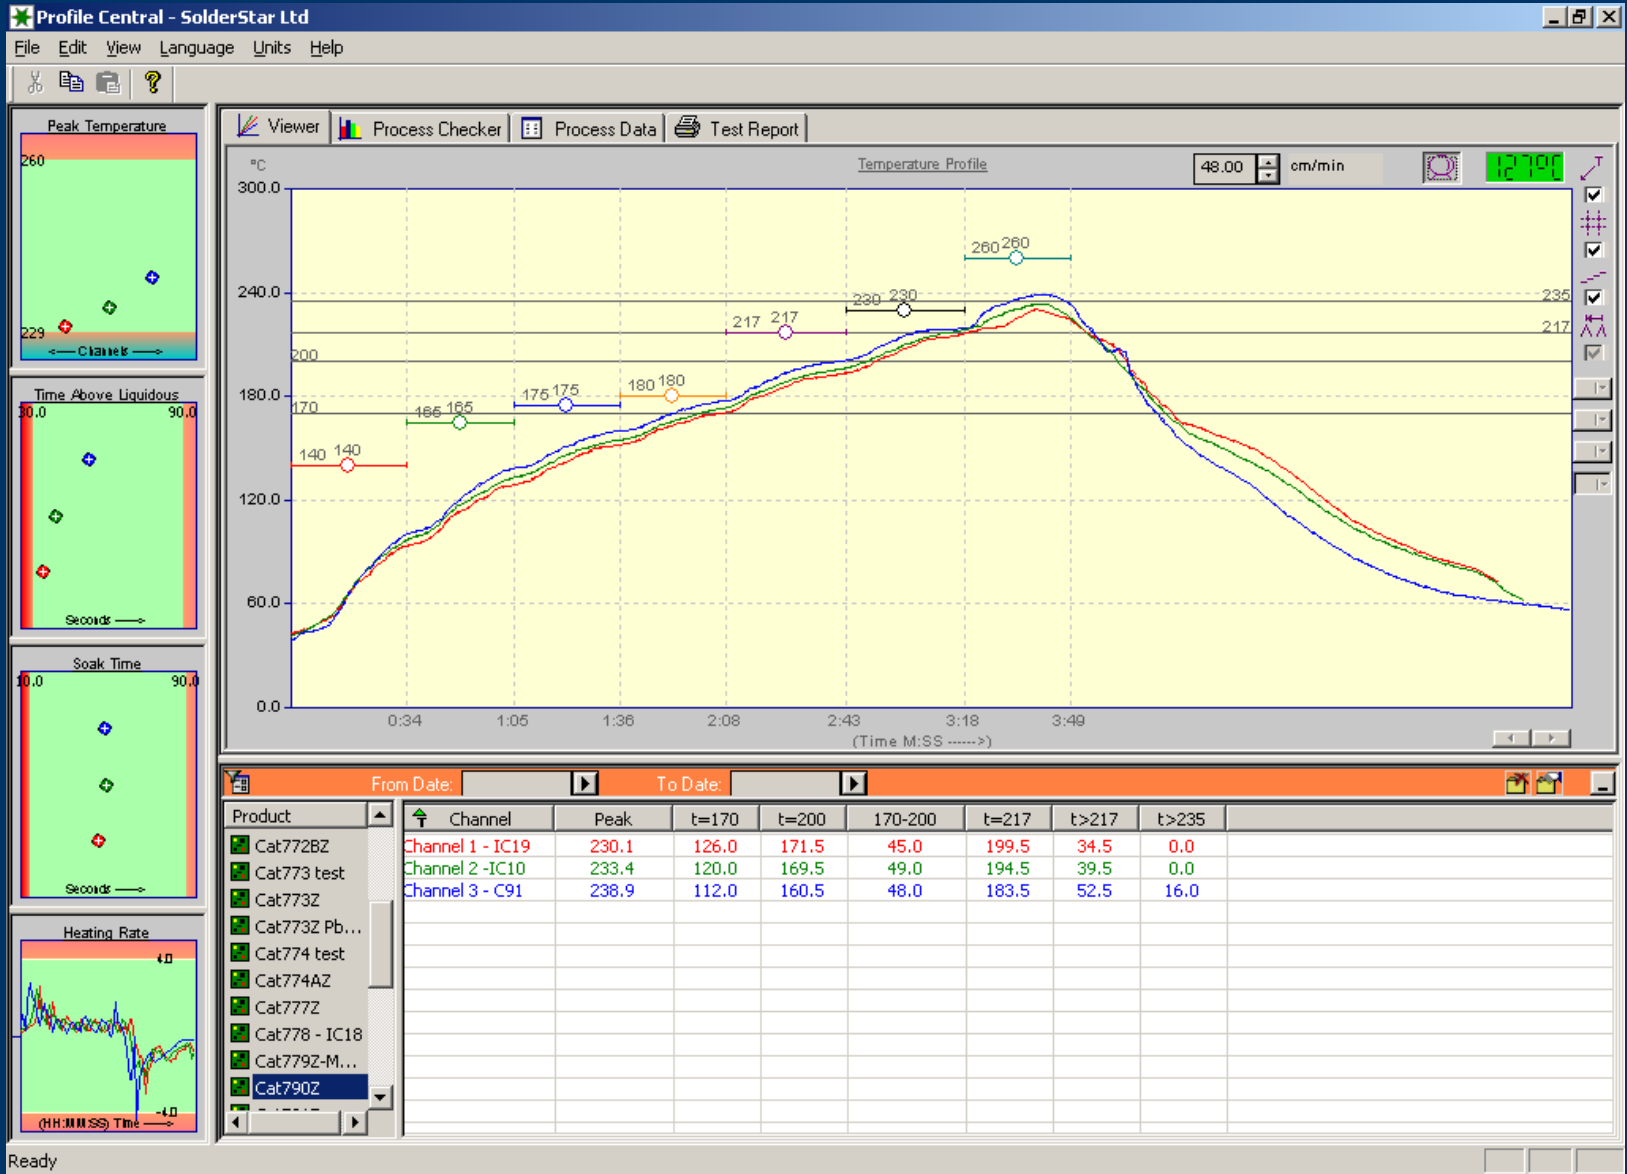 Profile Central - SolderStar Ltd
File Edit View Language Units Help
Peak Temperature
260
229
<---- Channels ---->
Time Above Liquidous
30.0 90.0
Seconds ---->
Soak Time
10.0 90.0
Seconds ---->
Heating Rate
4.0
-4.0
(HH:MM:SS) Time ---->
Viewer Process Checker Process Data Test Report
°C Temperature Profile 48.00 cm/min 127°C
T
300.0
260 260
240.0
230 230 235
217 217 217
200
180.0
175 175 180 180
170
165 165
140 140
120.0
60.0
0.0
0:34 1:05 1:36 2:08 2:43 3:18 3:49
(Time M:SS ------>)
From Date: To Date:
Product
Cat772BZ
Cat773 test
Cat773Z
Cat773Z Pb...
Cat774 test
Cat774AZ
Cat777Z
Cat778 - IC18
Cat779Z-M...
Cat790Z
Channel Peak t=170 t=200 170-200 t=217 t>217 t>235
Channel 1 - IC19 230.1 126.0 171.5 45.0 199.5 34.5 0.0
Channel 2 -IC10 233.4 120.0 169.5 49.0 194.5 39.5 0.0
Channel 3 - C91 238.9 112.0 160.5 48.0 183.5 52.5 16.0
Ready